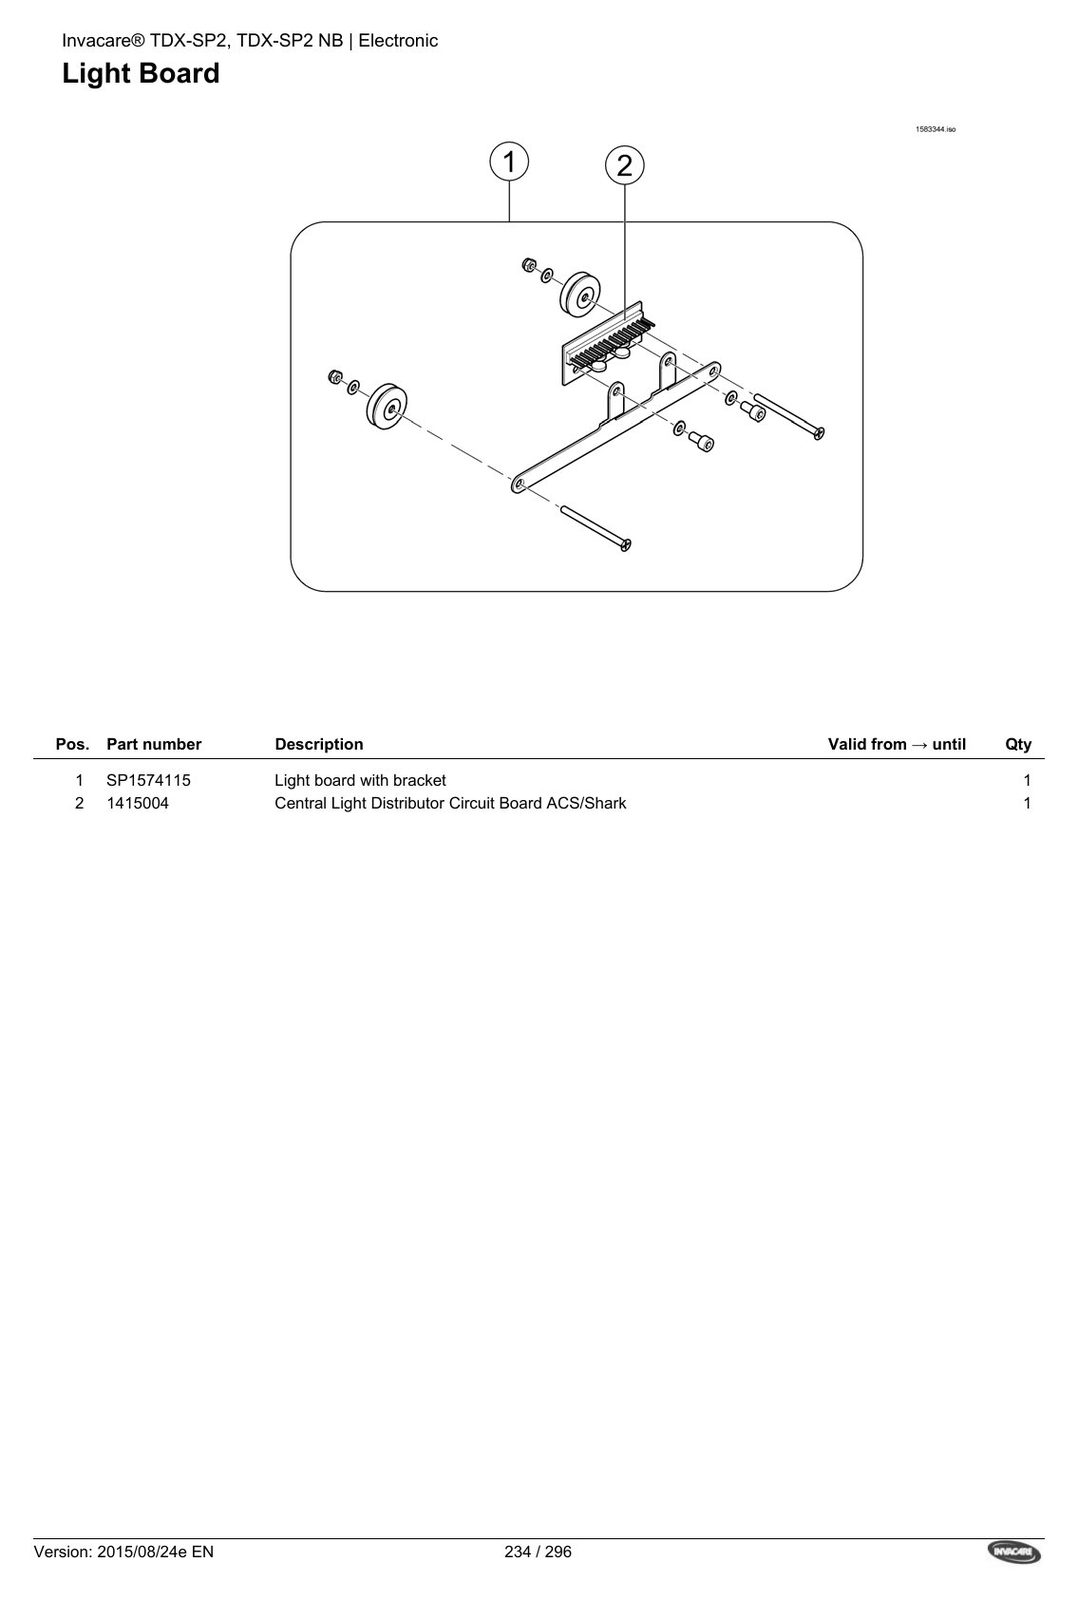 Invacare® TDX-SP2, TDX-SP2 NB | Electronic
Light Board
1583344.iso
1 2
Pos. Part number Description Valid from → until Qty
1 SP1574115 Light board with bracket 1
2 1415004 Central Light Distributor Circuit Board ACS/Shark 1
Version: 2015/08/24e EN 234 / 296 INVACARE